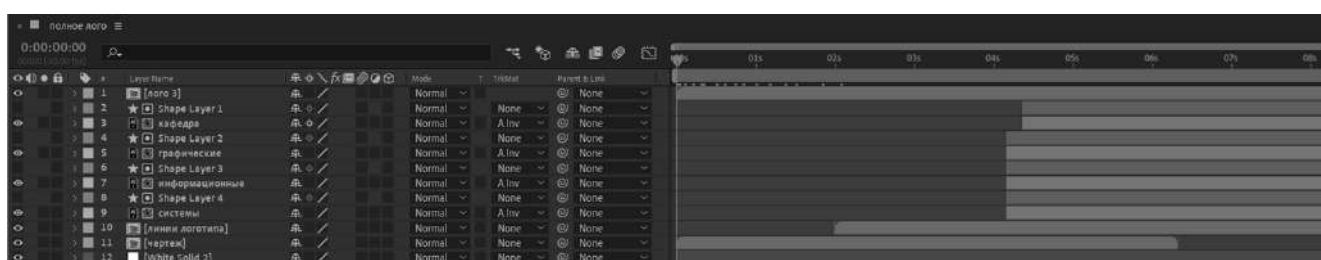 × полное лого ≡
0:00:00:00
00s 01s 02s 03s 04s 05s 06s 07s 08s
# Layer Name fx Mode T TrkMat Parent & Link
1 [лого 3] Normal None
2 Shape Layer 1 Normal None None
3 кафедра Normal A.Inv None
4 Shape Layer 2 Normal None None
5 графические Normal A.Inv None
6 Shape Layer 3 Normal None None
7 информационные Normal A.Inv None
8 Shape Layer 4 Normal None None
9 системы Normal A.Inv None
10 [линии логотипа] Normal None None
11 [чертеж] Normal None None
12 [White Solid 2] Normal None None